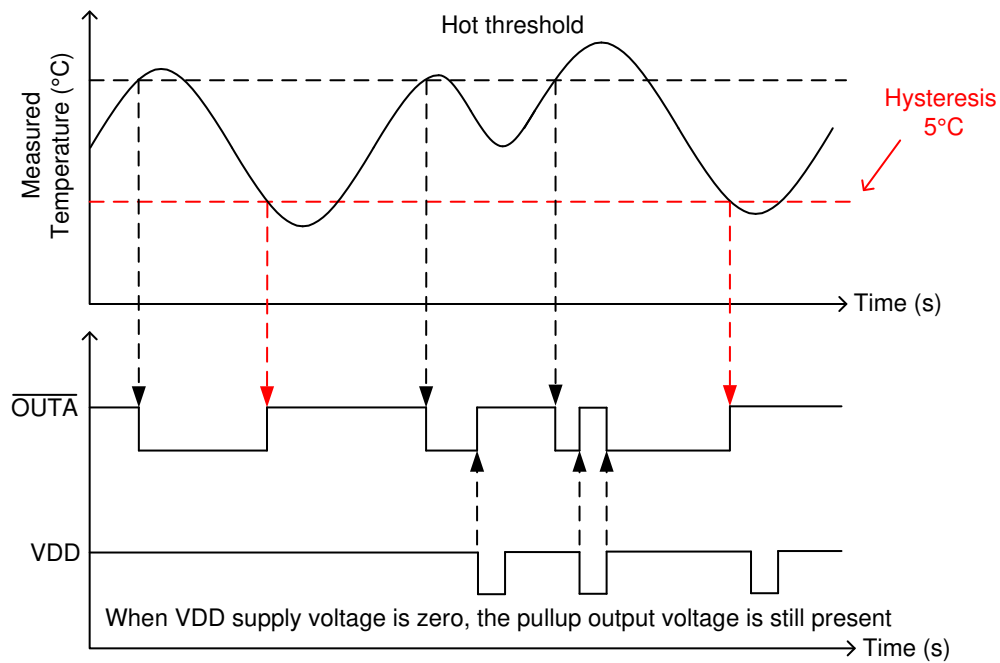 Hot threshold
Measured
Temperature (°C)
Hysteresis
5°C
Time (s)
OUTA
VDD
When VDD supply voltage is zero, the pullup output voltage is still present
Time (s)